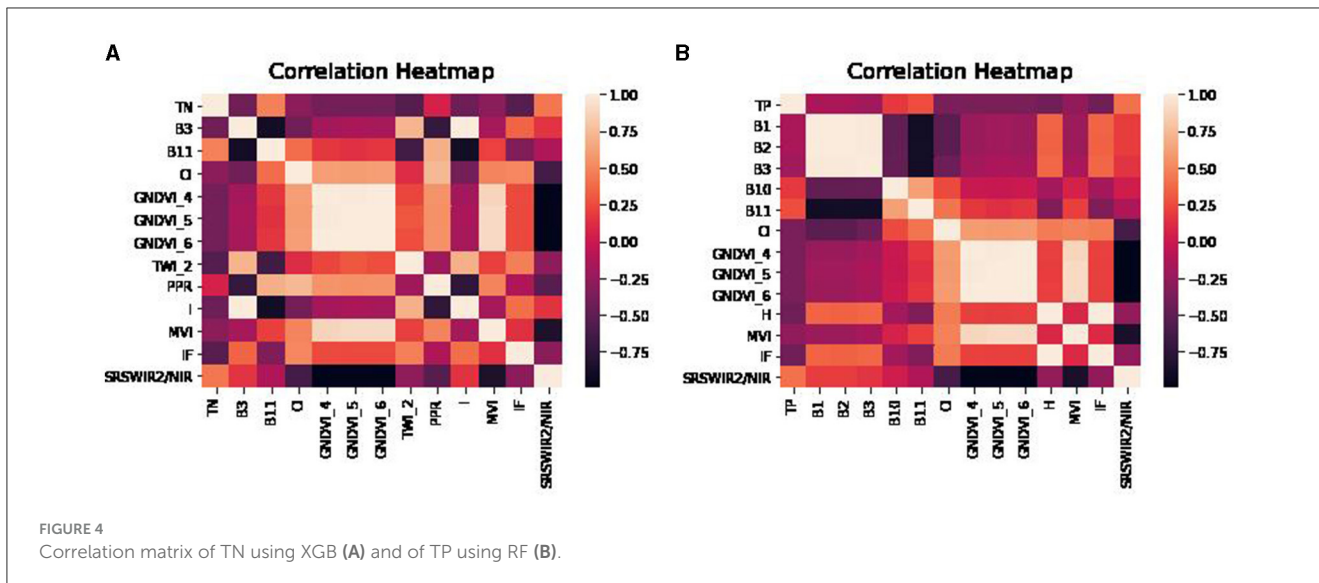 A
Correlation Heatmap
TN
B3
B11
CI
GNDVI_4
GNDVI_5
GNDVI_6
TWI_2
PPR
I
MVI
IF
SRSWIR2/NIR
TN
B3
B11
CI
GNDVI_4
GNDVI_5
GNDVI_6
TWI_2
PPR
I
MVI
IF
SRSWIR2/NIR
1.00
0.75
0.50
0.25
0.00
−0.25
−0.50
−0.75
B
Correlation Heatmap
TP
B1
B2
B3
B10
B11
CI
GNDVI_4
GNDVI_5
GNDVI_6
H
MVI
IF
SRSWIR2/NIR
TP
B1
B2
B3
B10
B11
CI
GNDVI_4
GNDVI_5
GNDVI_6
H
MVI
IF
SRSWIR2/NIR
1.00
0.75
0.50
0.25
0.00
−0.25
−0.50
−0.75
FIGURE 4
Correlation matrix of TN using XGB (A) and of TP using RF (B).